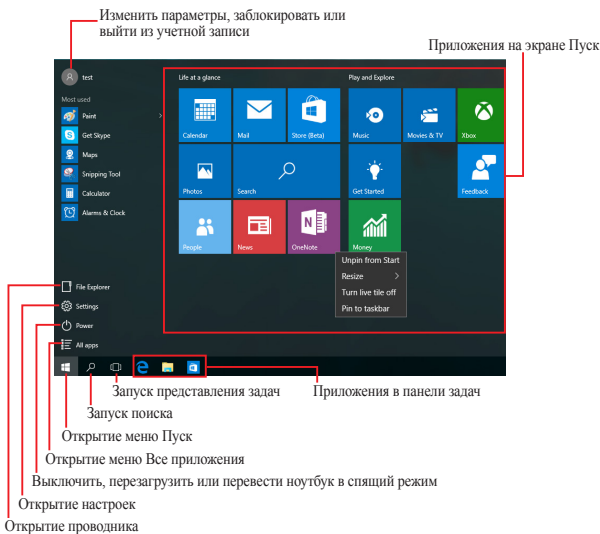 Изменить параметры, заблокировать или
выйти из учетной записи
Приложения на экране Пуск
test
Life at a glance
Play and Explore
Most used
Paint
Get Skype
Maps
Snipping Tool
Calculator
Alarms & Clock
Calendar
Mail
Store (Beta)
Music
Movies & TV
Xbox
Photos
Search
Get Started
Feedback
People
News
OneNote
Money
Unpin from Start
Resize
Turn live tile off
Pin to taskbar
File Explorer
Settings
Power
All apps
Запуск представления задач
Приложения в панели задач
Запуск поиска
Открытие меню Пуск
Открытие меню Все приложения
Выключить, перезагрузить или перевести ноутбук в спящий режим
Открытие настроек
Открытие проводника